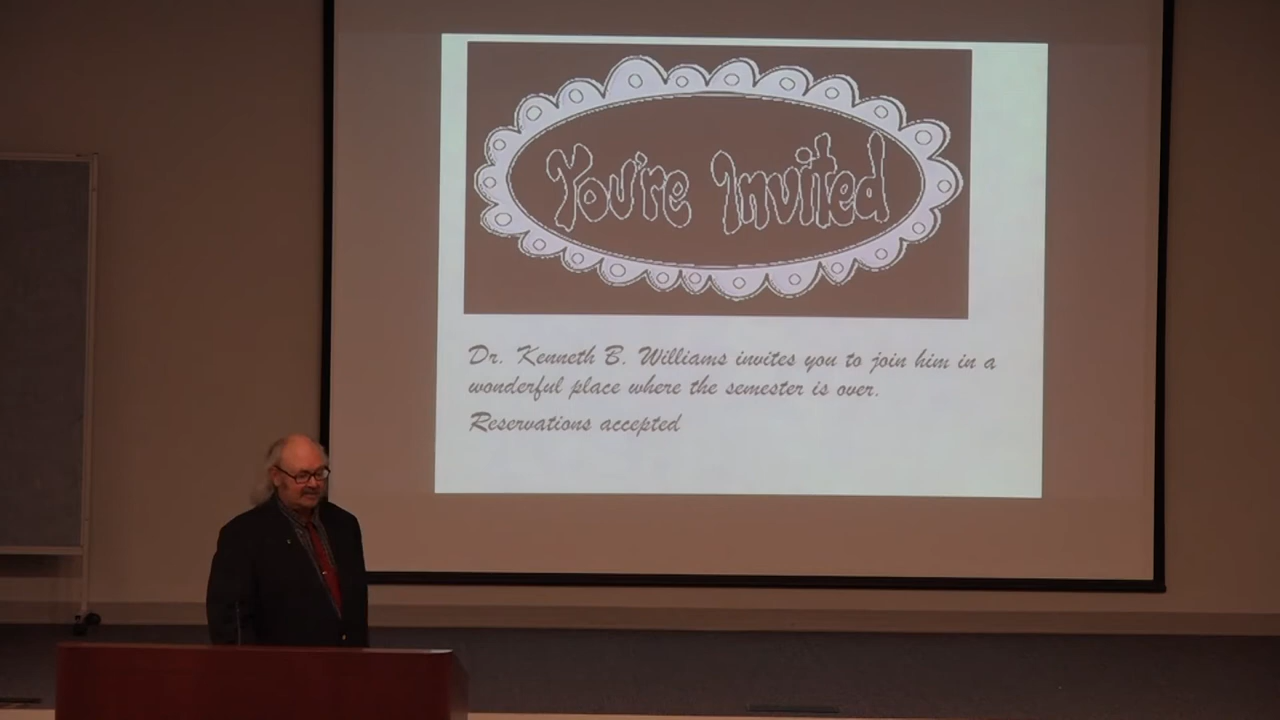 You're Invited
Dr. Kenneth B. Williams invites you to join him in a
wonderful place where the semester is over.
Reservations accepted